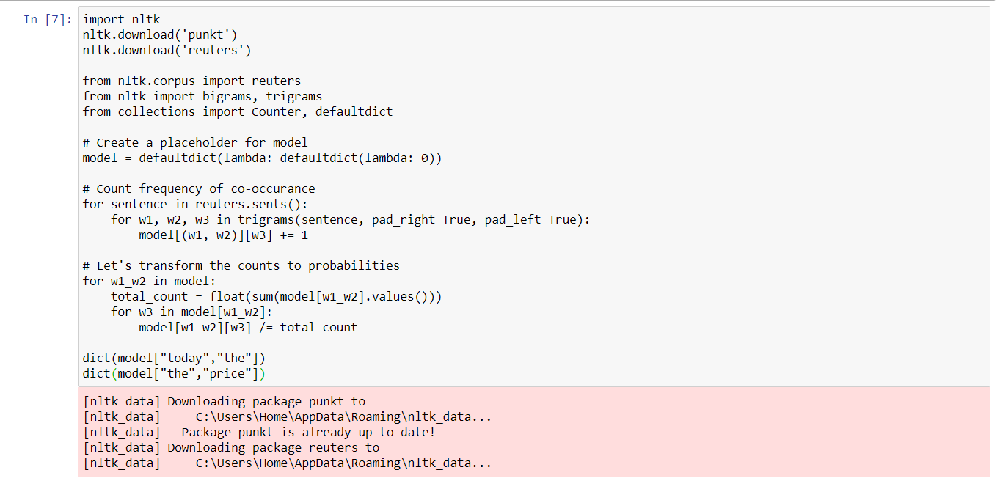 In [7]:
import nltk
nltk.download('punkt')
nltk.download('reuters')

from nltk.corpus import reuters
from nltk import bigrams, trigrams
from collections import Counter, defaultdict

# Create a placeholder for model
model = defaultdict(lambda: defaultdict(lambda: 0))

# Count frequency of co-occurance
for sentence in reuters.sents():
    for w1, w2, w3 in trigrams(sentence, pad_right=True, pad_left=True):
        model[(w1, w2)][w3] += 1

# Let's transform the counts to probabilities
for w1_w2 in model:
    total_count = float(sum(model[w1_w2].values()))
    for w3 in model[w1_w2]:
        model[w1_w2][w3] /= total_count

dict(model["today","the"])
dict(model["the","price"])
[nltk_data] Downloading package punkt to
[nltk_data]     C:\Users\Home\AppData\Roaming\nltk_data...
[nltk_data]   Package punkt is already up-to-date!
[nltk_data] Downloading package reuters to
[nltk_data]     C:\Users\Home\AppData\Roaming\nltk_data...